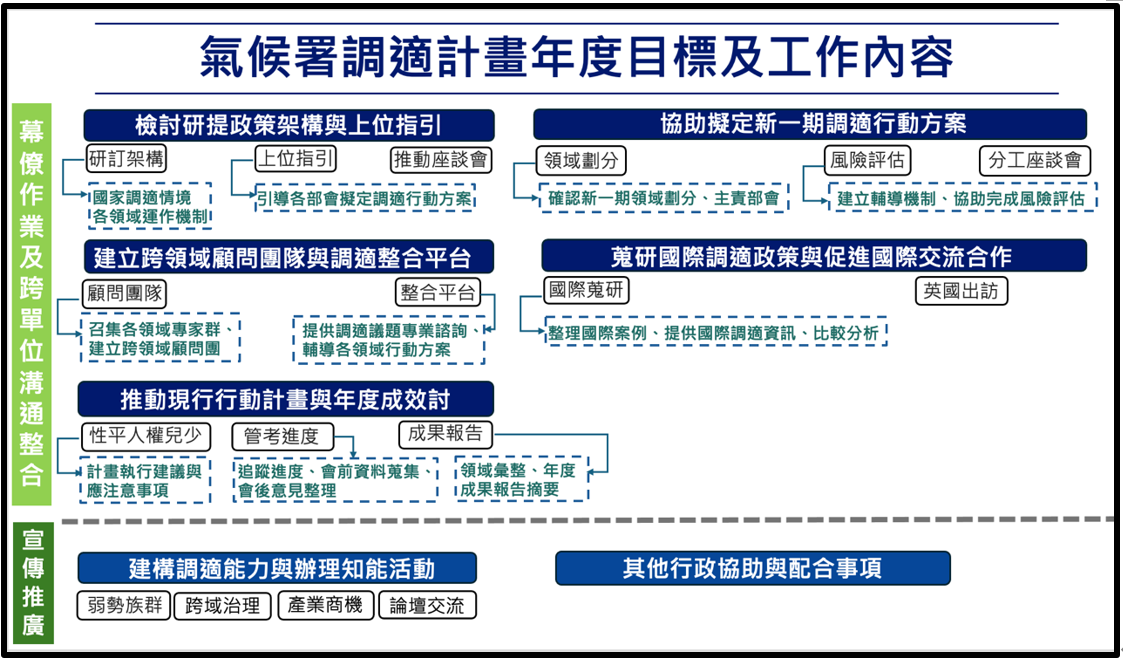 氣候署調適計畫年度目標及工作內容
幕僚作業及跨單位溝通整合
檢討研提政策架構與上位指引
研訂架構
上位指引
推動座談會
國家調適情境
各領域運作機制
引導各部會擬定調適行動方案
協助擬定新一期調適行動方案
領域劃分
風險評估
分工座談會
確認新一期領域劃分、主責部會
建立輔導機制、協助完成風險評估
建立跨領域顧問團隊與調適整合平台
顧問團隊
整合平台
召集各領域專家群、
建立跨領域顧問團
提供調適議題專業諮詢、
輔導各領域行動方案
蒐研國際調適政策與促進國際交流合作
國際蒐研
英國出訪
整理國際案例、提供國際調適資訊、比較分析
推動現行行動計畫與年度成效討
性平人權兒少
管考進度
成果報告
計畫執行建議與
應注意事項
追蹤進度、會前資料蒐集、
會後意見整理
領域彙整、年度
成果報告摘要
宣傳推廣
建構調適能力與辦理知能活動
弱勢族群
跨域治理
產業商機
論壇交流
其他行政協助與配合事項